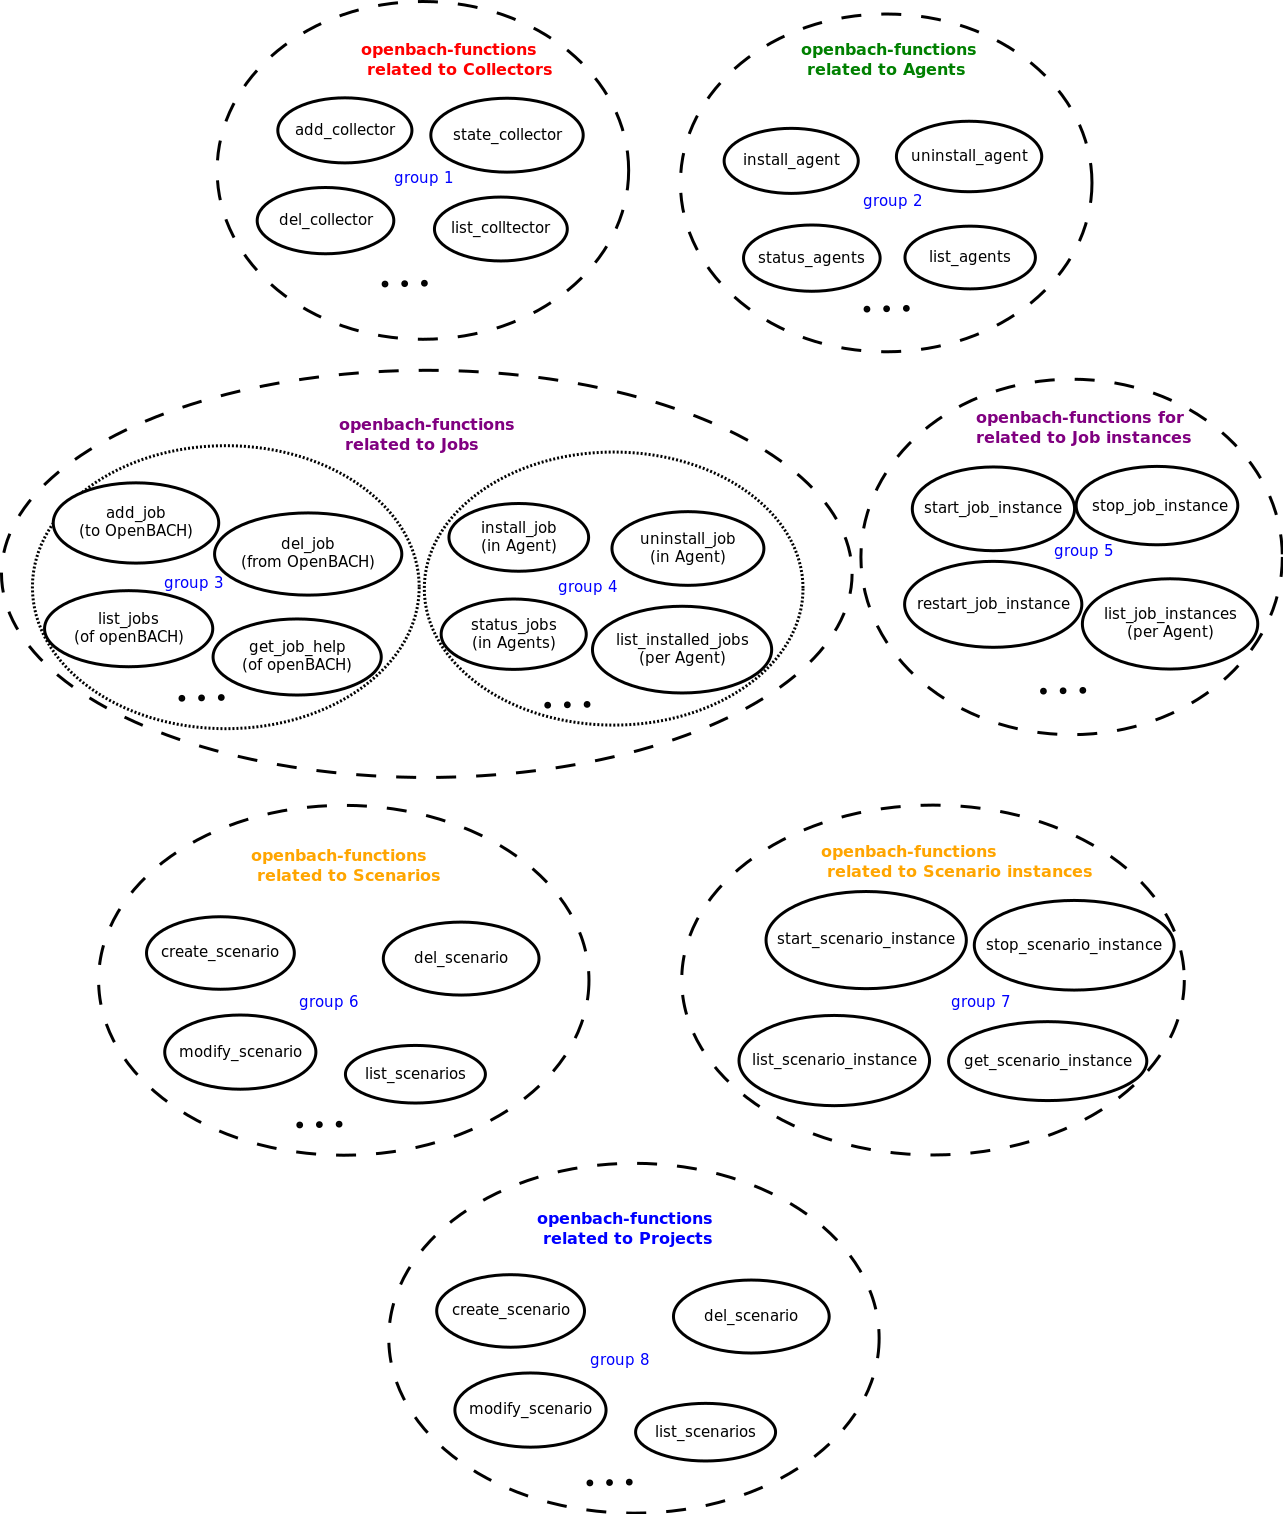 openbach-functions
related to Collectors
add_collector
state_collector
group 1
del_collector
list_colltector
openbach-functions
related to Agents
install_agent
uninstall_agent
group 2
status_agents
list_agents
openbach-functions
related to Jobs
add_job
(to OpenBACH)
del_job
(from OpenBACH)
group 3
list_jobs
(of openBACH)
get_job_help
(of openBACH)
install_job
(in Agent)
uninstall_job
(in Agent)
group 4
status_jobs
(in Agents)
list_installed_jobs
(per Agent)
openbach-functions for
related to Job instances
start_job_instance
stop_job_instance
group 5
restart_job_instance
list_job_instances
(per Agent)
openbach-functions
related to Scenarios
create_scenario
del_scenario
group 6
modify_scenario
list_scenarios
openbach-functions
related to Scenario instances
start_scenario_instance
stop_scenario_instance
group 7
list_scenario_instance
get_scenario_instance
openbach-functions
related to Projects
create_scenario
del_scenario
group 8
modify_scenario
list_scenarios